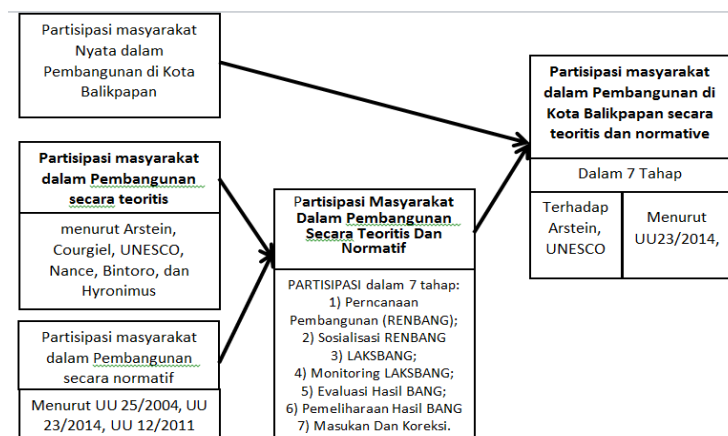 Partisipasi masyarakat
Nyata dalam
Pembangunan di Kota
Balikpapan
Partisipasi masyarakat
dalam Pembangunan
secara teoritis
menurut Arstein,
Courgiel, UNESCO,
Nance, Bintoro, dan
Hyronimus
Partisipasi masyarakat
dalam Pembangunan
secara normatif
Menurut UU 25/2004, UU
23/2014, UU 12/2011
Partisipasi Masyarakat
Dalam Pembangunan
Secara Teoritis Dan
Normatif
PARTISIPASI dalam 7 tahap:
1) Perncanaan
Pembangunan (RENBANG);
2) Sosialisasi RENBANG
3) LAKSBANG;
4) Monitoring LAKSBANG;
5) Evaluasi Hasil BANG;
6) Pemeliharaan Hasil BANG
7) Masukan Dan Koreksi.
Partisipasi masyarakat
dalam Pembangunan di
Kota Balikpapan secara
teoritis dan normative
Dalam 7 Tahap
Terhadap
Arstein,
UNESCO
Menurut
UU23/2014,